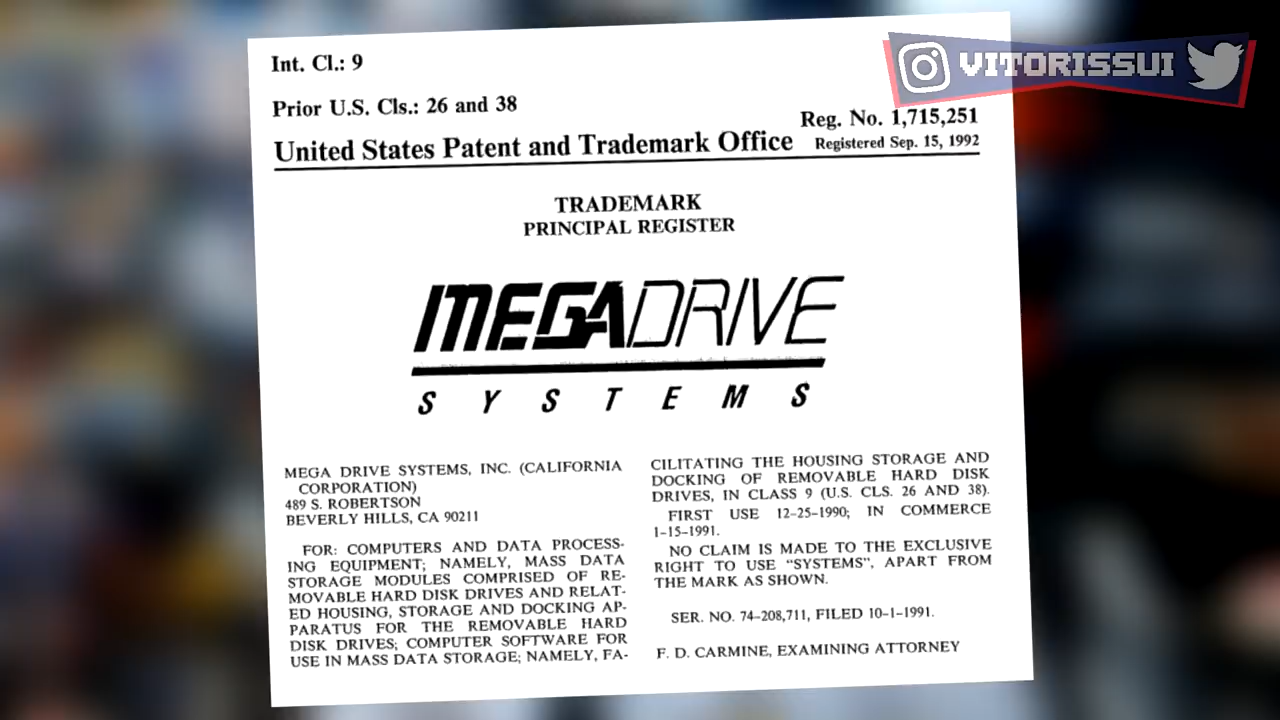 VITORISSUI
Int. Cl.: 9
Prior U.S. Cls.: 26 and 38
Reg. No. 1,715,251
United States Patent and Trademark Office
Registered Sep. 15, 1992
TRADEMARK
PRINCIPAL REGISTER
MEGADRIVE
SYSTEMS
MEGA DRIVE SYSTEMS, INC. (CALIFORNIA
CORPORATION)
489 S. ROBERTSON
BEVERLY HILLS, CA 90211
FOR: COMPUTERS AND DATA PROCESS-
ING EQUIPMENT; NAMELY, MASS DATA
STORAGE MODULES COMPRISED OF RE-
MOVABLE HARD DISK DRIVES AND RELAT-
ED HOUSING, STORAGE AND DOCKING AP-
PARATUS FOR THE REMOVABLE HARD
DISK DRIVES; COMPUTER SOFTWARE FOR
USE IN MASS DATA STORAGE; NAMELY, FA-
CILITATING THE HOUSING STORAGE AND
DOCKING OF REMOVABLE HARD DISK
DRIVES, IN CLASS 9 (U.S. CLS. 26 AND 38).
FIRST USE 12-25-1990; IN COMMERCE
1-15-1991.
NO CLAIM IS MADE TO THE EXCLUSIVE
RIGHT TO USE "SYSTEMS", APART FROM
THE MARK AS SHOWN.
SER. NO. 74-208,711, FILED 10-1-1991.
F. D. CARMINE, EXAMINING ATTORNEY